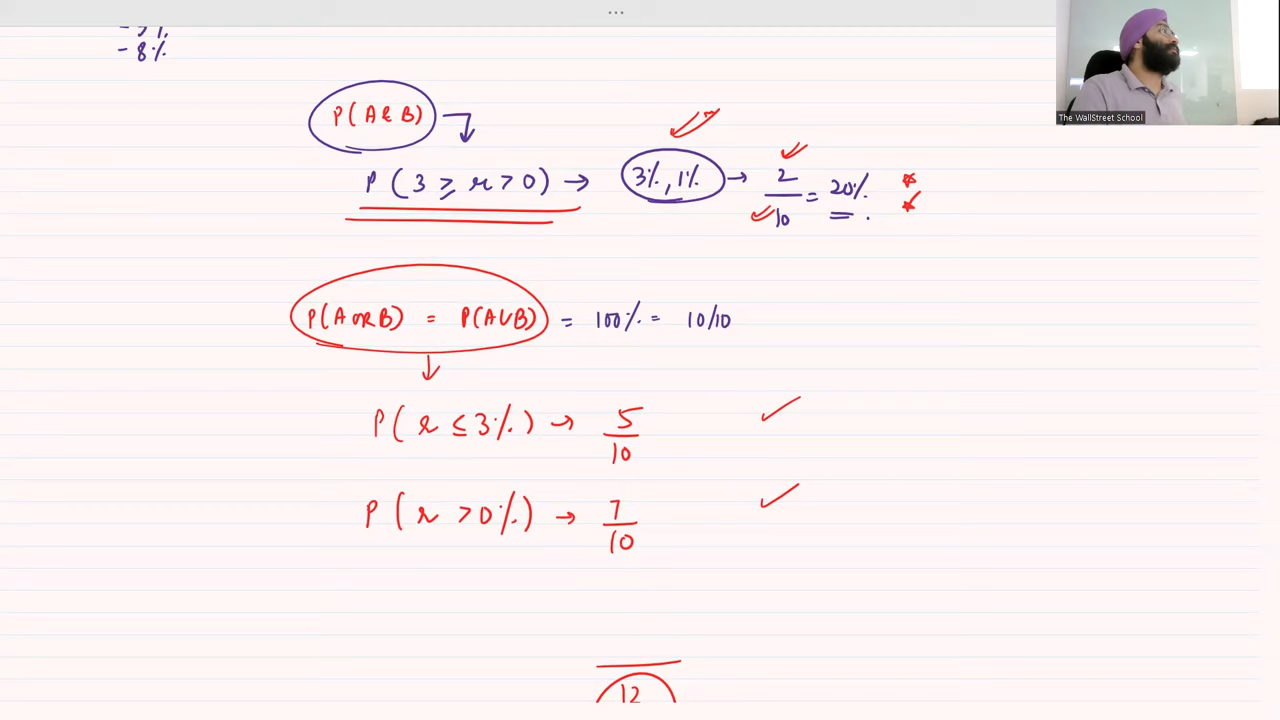 - 8%
P(A & B)
P(3 ≥ r > 0) → 3%, 1% → 2/10 = 20%
P(A or B) = P(A ∪ B) = 100% = 10/10
P(r ≤ 3%) → 5/10
P(r > 0%) → 7/10
12
The WallStreet School